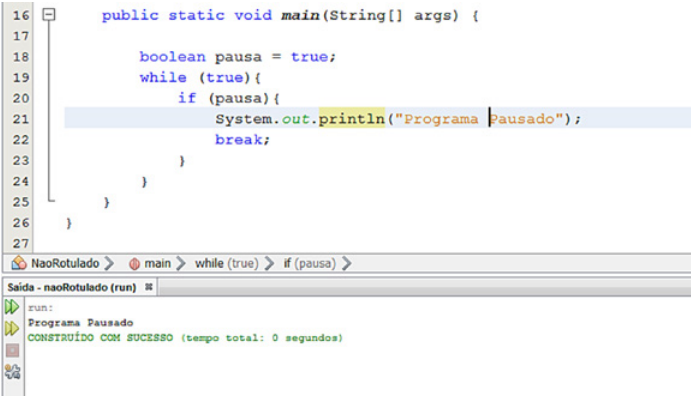 16 public static void main(String[] args) {
17
18 boolean pausa = true;
19 while (true){
20 if (pausa){
21 System.out.println("Programa Pausado");
22 break;
23 }
24 }
25 }
26 }
27
NaoRotulado main while (true) if (pausa)
Saída - naoRotulado (run)
run:
Programa Pausado
CONSTRUÍDO COM SUCESSO (tempo total: 0 segundos)